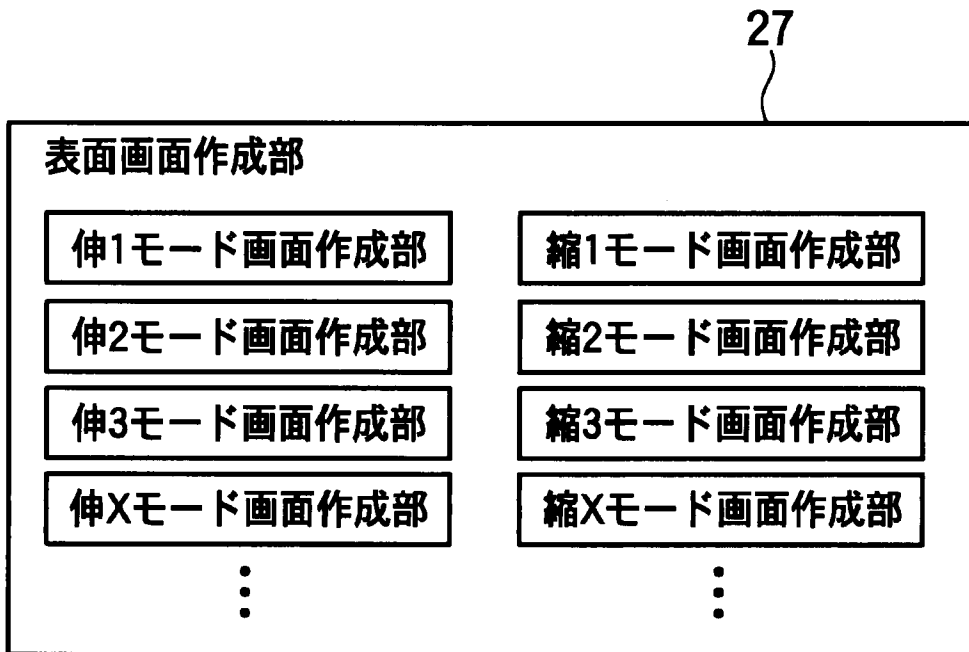 27
表面画面作成部
伸1モード画面作成部
縮1モード画面作成部
伸2モード画面作成部
縮2モード画面作成部
伸3モード画面作成部
縮3モード画面作成部
伸Xモード画面作成部
縮Xモード画面作成部